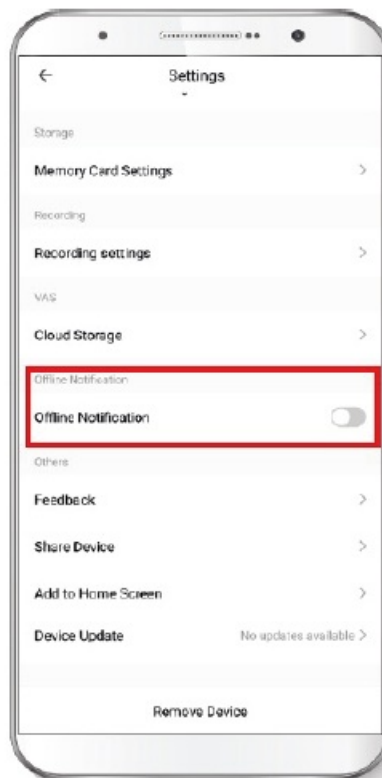 Settings
Storage
Memory Card Settings
Recording
Recording settings
VAS
Cloud Storage
Offline Notification
Offline Notification
Others
Feedback
Share Device
Add to Home Screen
Device Update No updates available
Remove Device